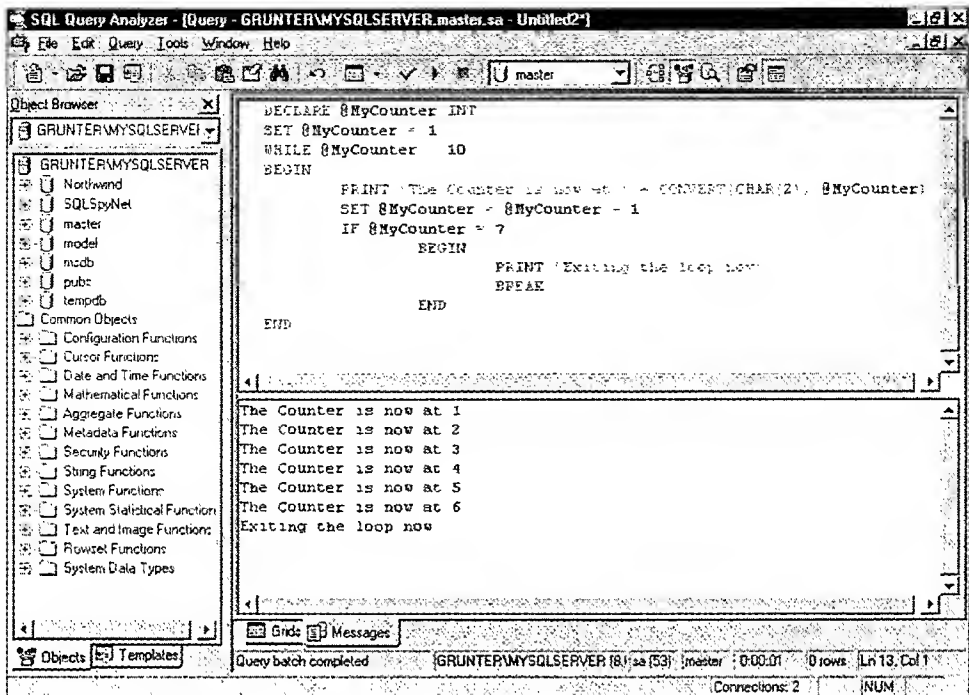 SQL Query Analyzer - [Query - GRUNTER\MYSQLSERVER.master.sa - Untitled2*]
File Edit Query Tools Window Help
master
Object Browser
GRUNTER\MYSQLSERVE
GRUNTER\MYSQLSERVER
Northwind
SQLSpyNet
master
model
msdb
pubs
tempdb
Common Objects
Configuration Functions
Cursor Functions
Date and Time Functions
Mathematical Functions
Aggregate Functions
Metadata Functions
Security Functions
String Functions
System Functions
System Statistical Function
Text and Image Functions
Rowset Functions
System Data Types
Objects Templates
DECLARE @MyCounter INT
SET @MyCounter = 1
WHILE @MyCounter 10
BEGIN
PRINT 'The Counter is now at ' + CONVERT(CHAR(2), @MyCounter)
SET @MyCounter = @MyCounter 1
IF @MyCounter = 7
BEGIN
PRINT 'Exiting the loop now'
BREAK
END
END
The Counter is now at 1
The Counter is now at 2
The Counter is now at 3
The Counter is now at 4
The Counter is now at 5
The Counter is now at 6
Exiting the loop now
Grids Messages
Query batch completed GRUNTER\MYSQLSERVER (8. sa (53) master 0:00:01 0 rows Ln 13, Col 1
Connections: 2 NUM